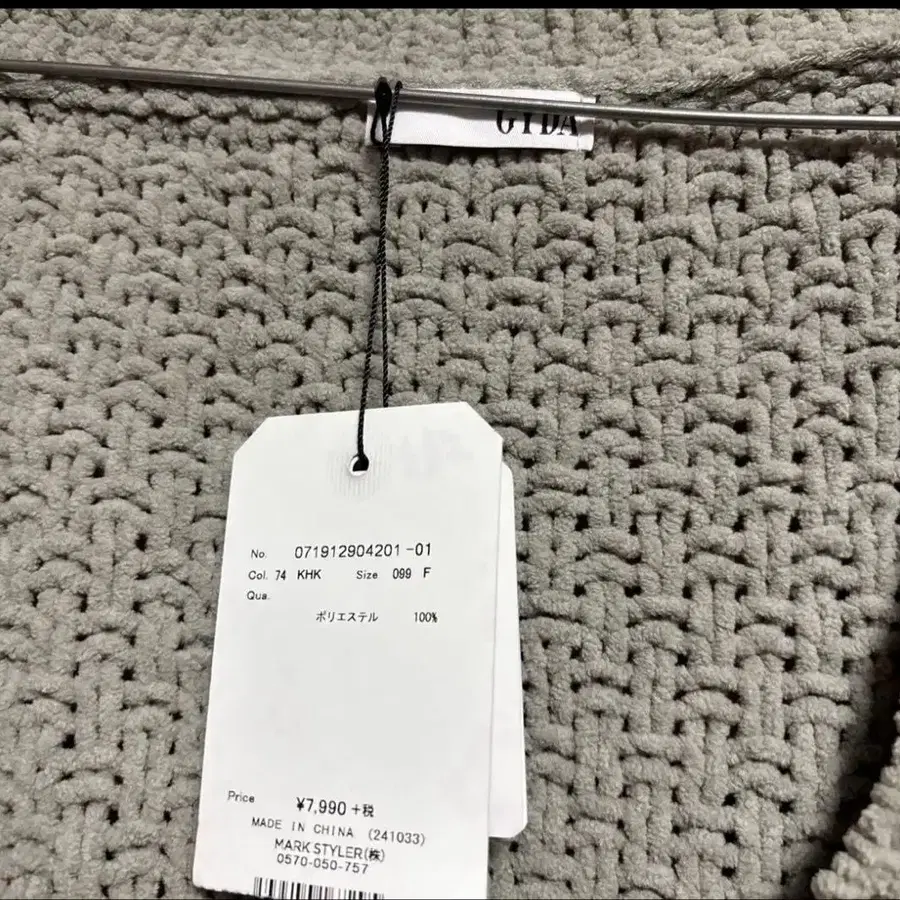 GYDA
No. 071912904201-01
Col. 74 KHK Size 099 F
Qua.
ポリエステル 100%
Price ¥7,990 +税
MADE IN CHINA (241033)
MARK STYLER(株)
0570-050-757